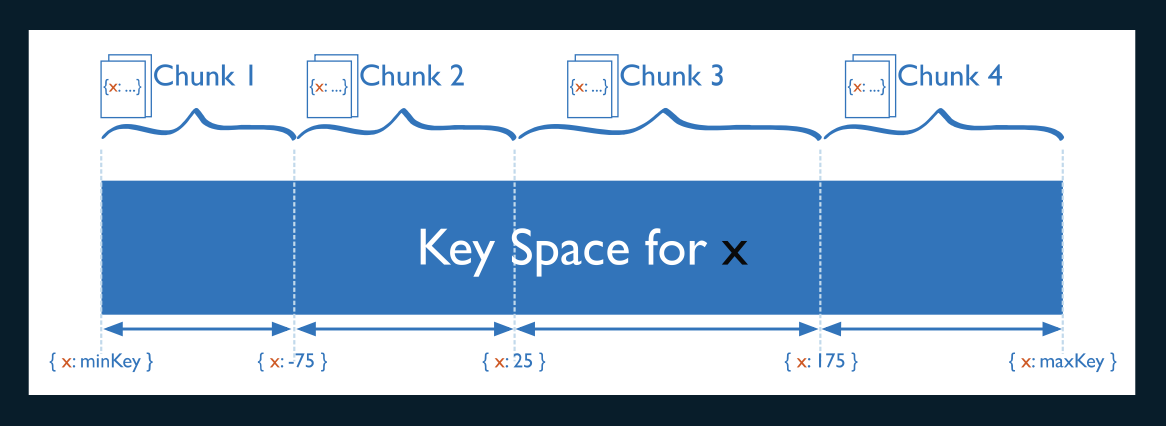 {x: ...} Chunk 1
{x: ...} Chunk 2
{x: ...} Chunk 3
{x: ...} Chunk 4
Key Space for x
{ x: minKey }
{ x: -75 }
{ x: 25 }
{ x: 175 }
{ x: maxKey }